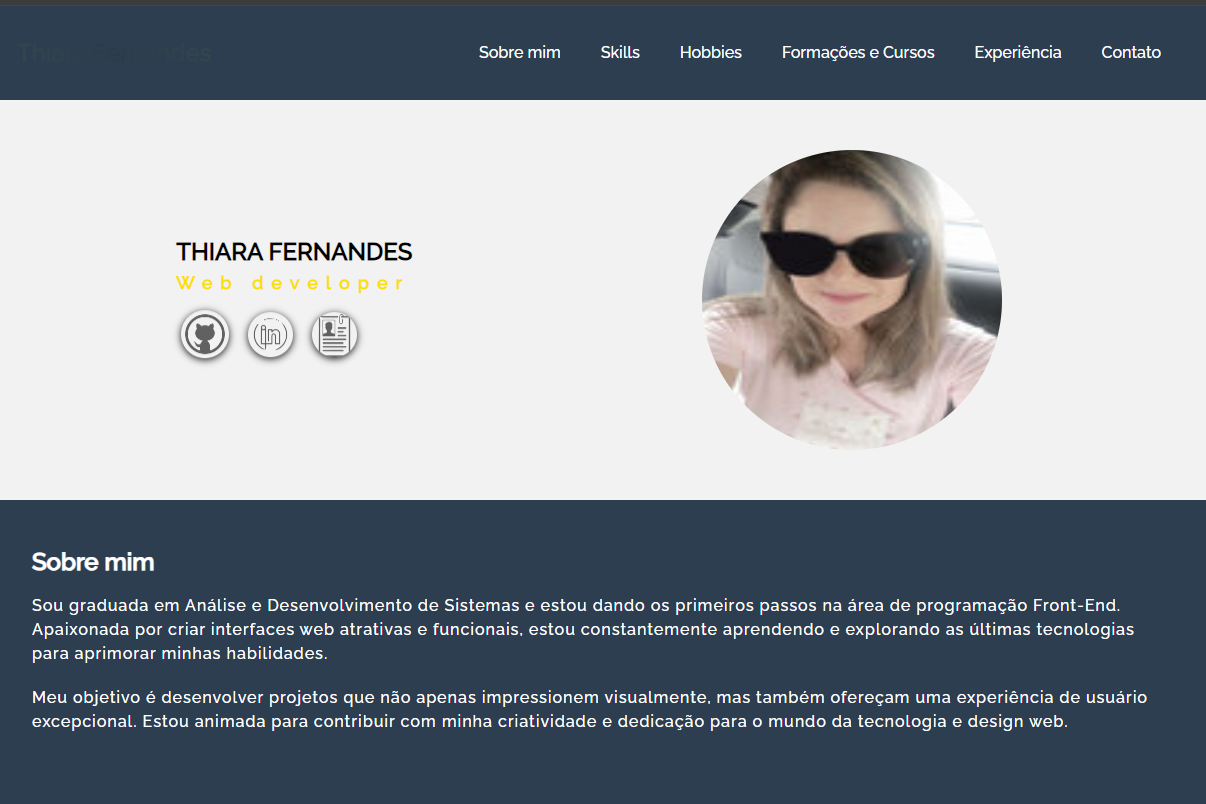 Thiara Fernandes
Sobre mim
Skills
Hobbies
Formações e Cursos
Experiência
Contato
THIARA FERNANDES
Web developer
in
Sobre mim
Sou graduada em Análise e Desenvolvimento de Sistemas e estou dando os primeiros passos na área de programação Front-End.
Apaixonada por criar interfaces web atrativas e funcionais, estou constantemente aprendendo e explorando as últimas tecnologias
para aprimorar minhas habilidades.
Meu objetivo é desenvolver projetos que não apenas impressionem visualmente, mas também ofereçam uma experiência de usuário
excepcional. Estou animada para contribuir com minha criatividade e dedicação para o mundo da tecnologia e design web.